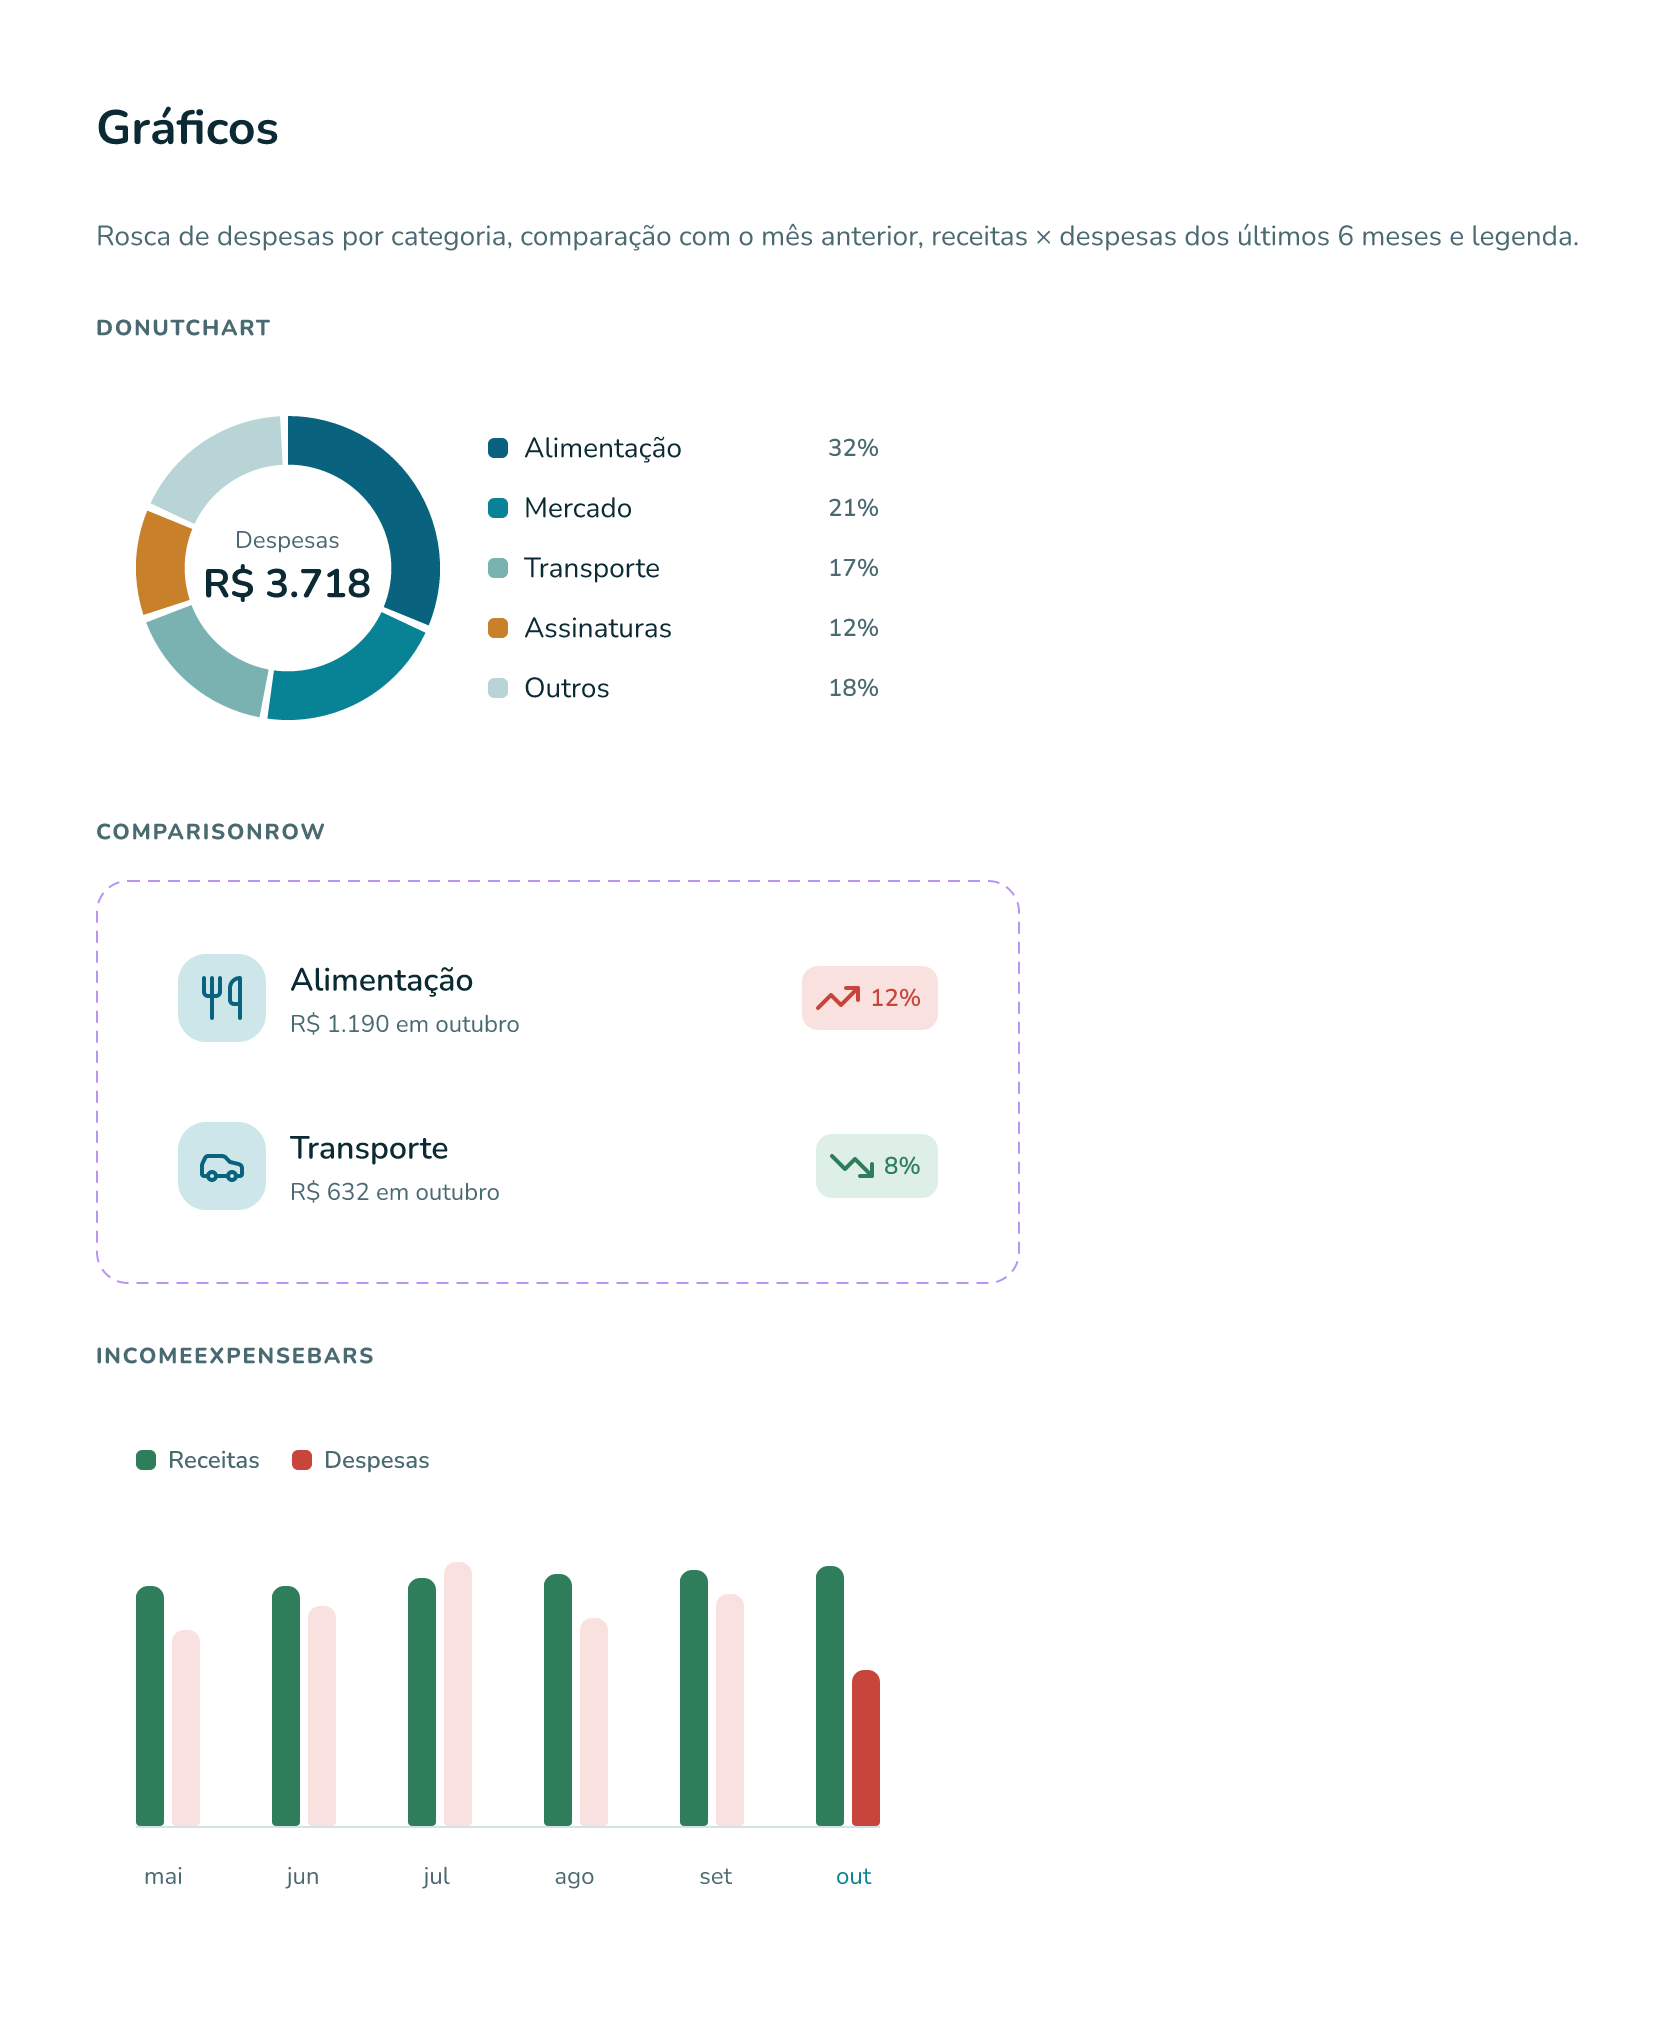 Gráficos
Rosca de despesas por categoria, comparação com o mês anterior, receitas × despesas dos últimos 6 meses e legenda.
DONUTCHART
Despesas
R$ 3.718
Alimentação 32%
Mercado 21%
Transporte 17%
Assinaturas 12%
Outros 18%
COMPARISONROW
Alimentação
R$ 1.190 em outubro
12%
Transporte
R$ 632 em outubro
8%
INCOMEEXPENSEBARS
Receitas Despesas
mai jun jul ago set out